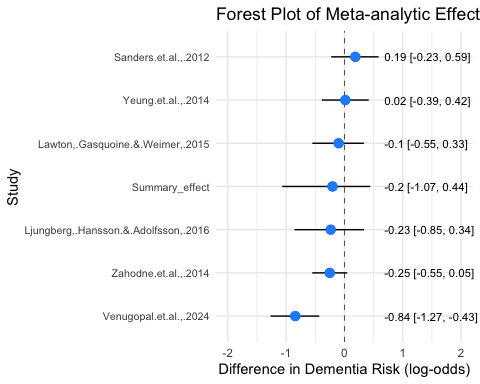 Forest Plot of Meta-analytic Effect
Sanders.et.al.,.2012 0.19 [-0.23, 0.59]
Yeung.et.al.,.2014 0.02 [-0.39, 0.42]
Lawton,.Gasquoine.&.Weimer,.2015 -0.1 [-0.55, 0.33]
Summary_effect -0.2 [-1.07, 0.44]
Ljungberg,.Hansson.&.Adolfsson,.2016 -0.23 [-0.85, 0.34]
Zahodne.et.al.,.2014 -0.25 [-0.55, 0.05]
Venugopal.et.al.,.2024 -0.84 [-1.27, -0.43]
Study
-2 -1 0 1 2
Difference in Dementia Risk (log-odds)